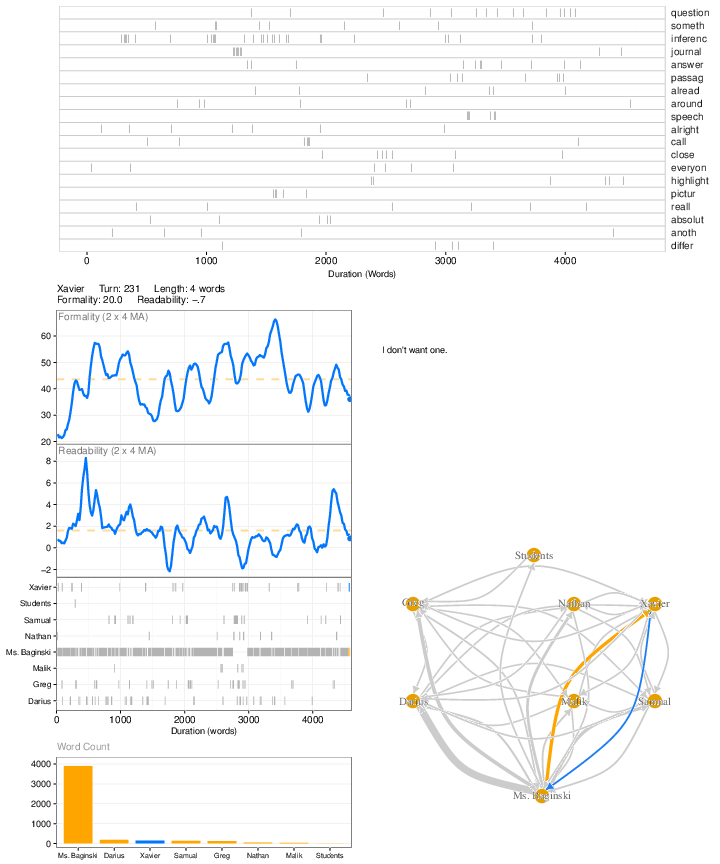 question
someth
inferenc
journal
answer
passag
alread
around
speech
alright
call
close
everyon
highlight
pictur
reall
absolut
anoth
differ
0 1000 2000 3000 4000
Duration (Words)
Xavier Turn: 231 Length: 4 words
Formality: 20.0 Readability: –.7
Formality (2 x 4 MA)
60
50
40
30
20
I don't want one.
Readability (2 x 4 MA)
8
6
4
2
0
−2
Xavier
Students
Samual
Nathan
Ms. Baginski
Malik
Greg
Darius
0 1000 2000 3000 4000
Duration (words)
Students
Greg Nathan Xavier
Darius Malik Samual
Ms. Baginski
Word Count
4000
3000
2000
1000
0
Ms. Baginski Darius Xavier Samual Greg Nathan Malik Students